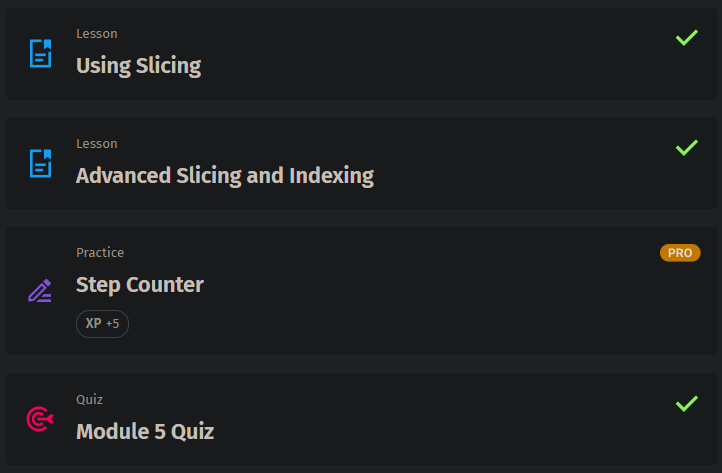 Lesson
Using Slicing
Lesson
Advanced Slicing and Indexing
Practice
PRO
Step Counter
XP +5
Quiz
Module 5 Quiz